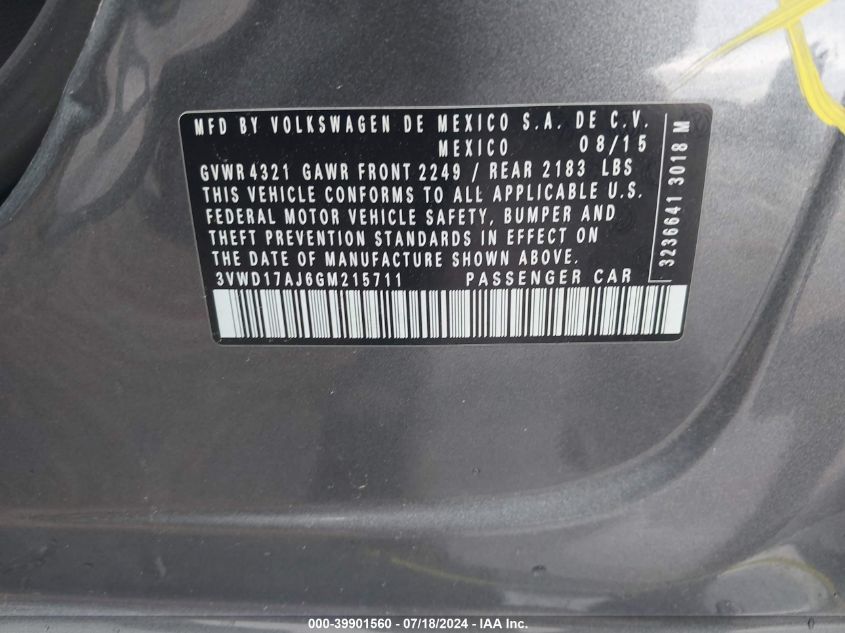 MFD BY VOLKSWAGEN DE MEXICO S.A. DE C.V.
MEXICO 08/15
GVWR 4321 GAWR FRONT 2249 / REAR 2183 LBS
THIS VEHICLE CONFORMS TO ALL APPLICABLE U.S.
FEDERAL MOTOR VEHICLE SAFETY, BUMPER AND
THEFT PREVENTION STANDARDS IN EFFECT ON
THE DATE OF MANUFACTURE SHOWN ABOVE.
3VWD17AJ6GM215711 PASSENGER CAR
3236641 3018 M
000-39901560 - 07/18/2024 - IAA Inc.